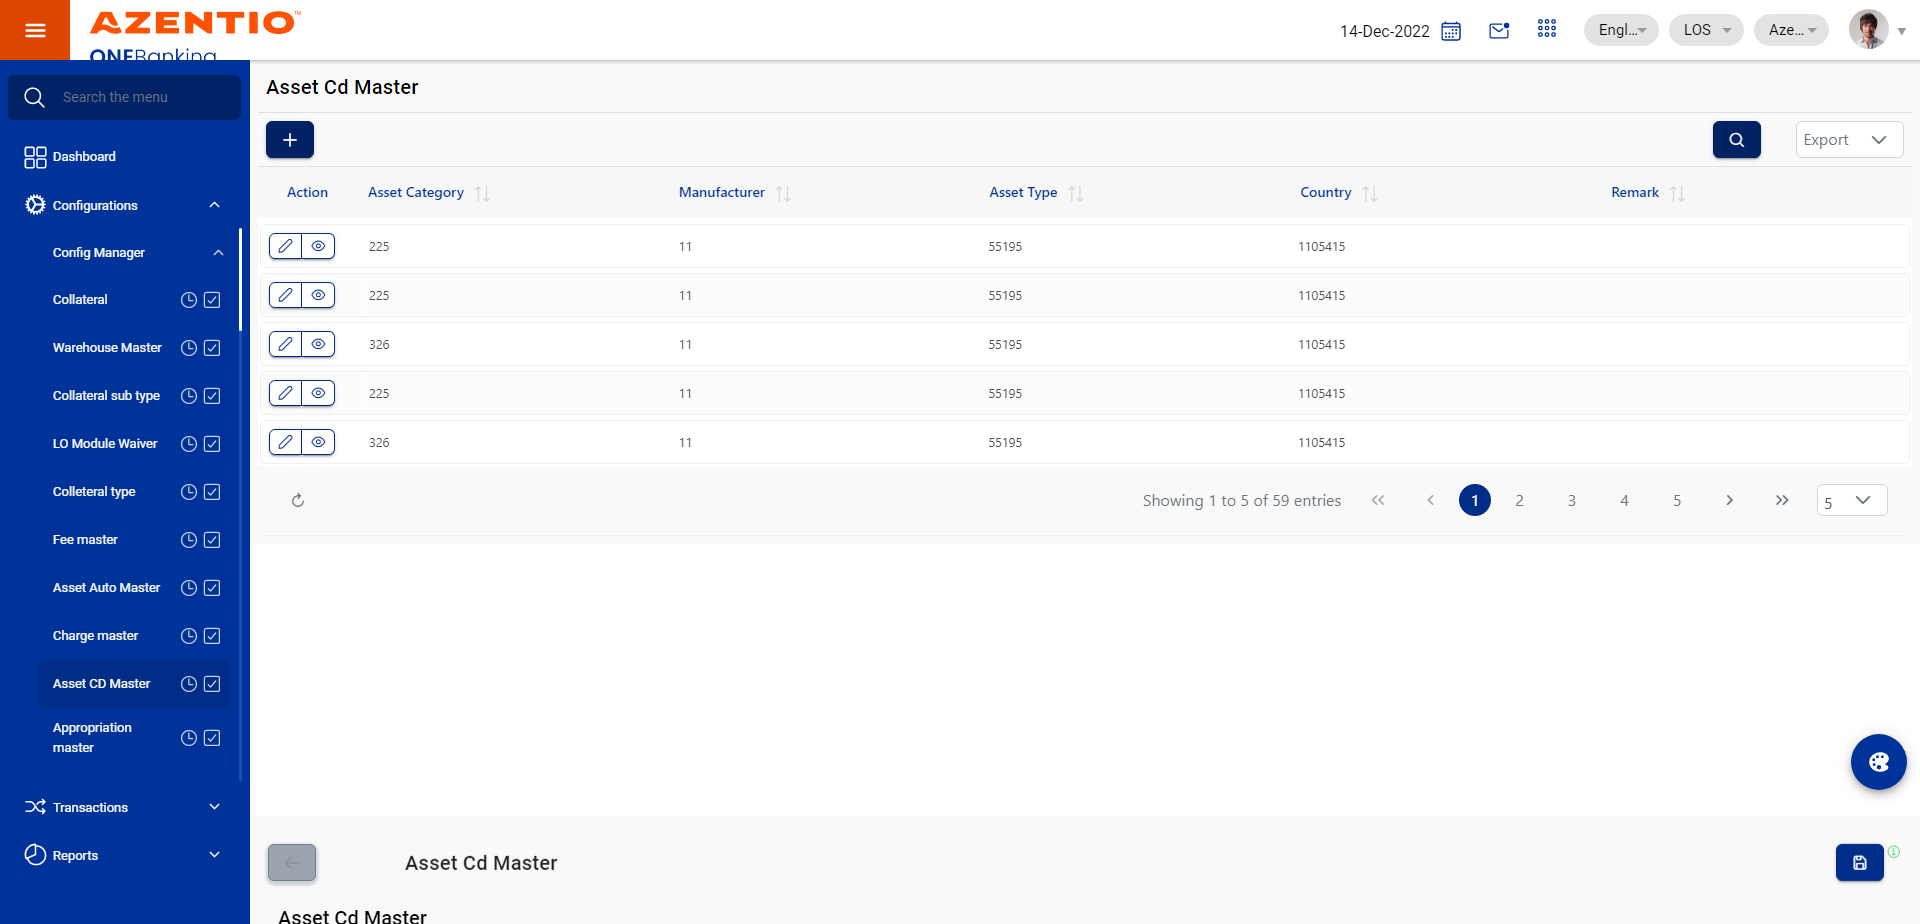 AZENTIO™
ONEBanking
14-Dec-2022
Engl...
LOS
Aze...
Search the menu
Dashboard
Configurations
Config Manager
Collateral
Warehouse Master
Collateral sub type
LO Module Waiver
Colleteral type
Fee master
Asset Auto Master
Charge master
Asset CD Master
Appropriation
master
Transactions
Reports
Asset Cd Master
Export
Action Asset Category Manufacturer Asset Type Country Remark
225 11 55195 1105415
225 11 55195 1105415
326 11 55195 1105415
225 11 55195 1105415
326 11 55195 1105415
Showing 1 to 5 of 59 entries 1 2 3 4 5 5
Asset Cd Master
Asset Cd Master